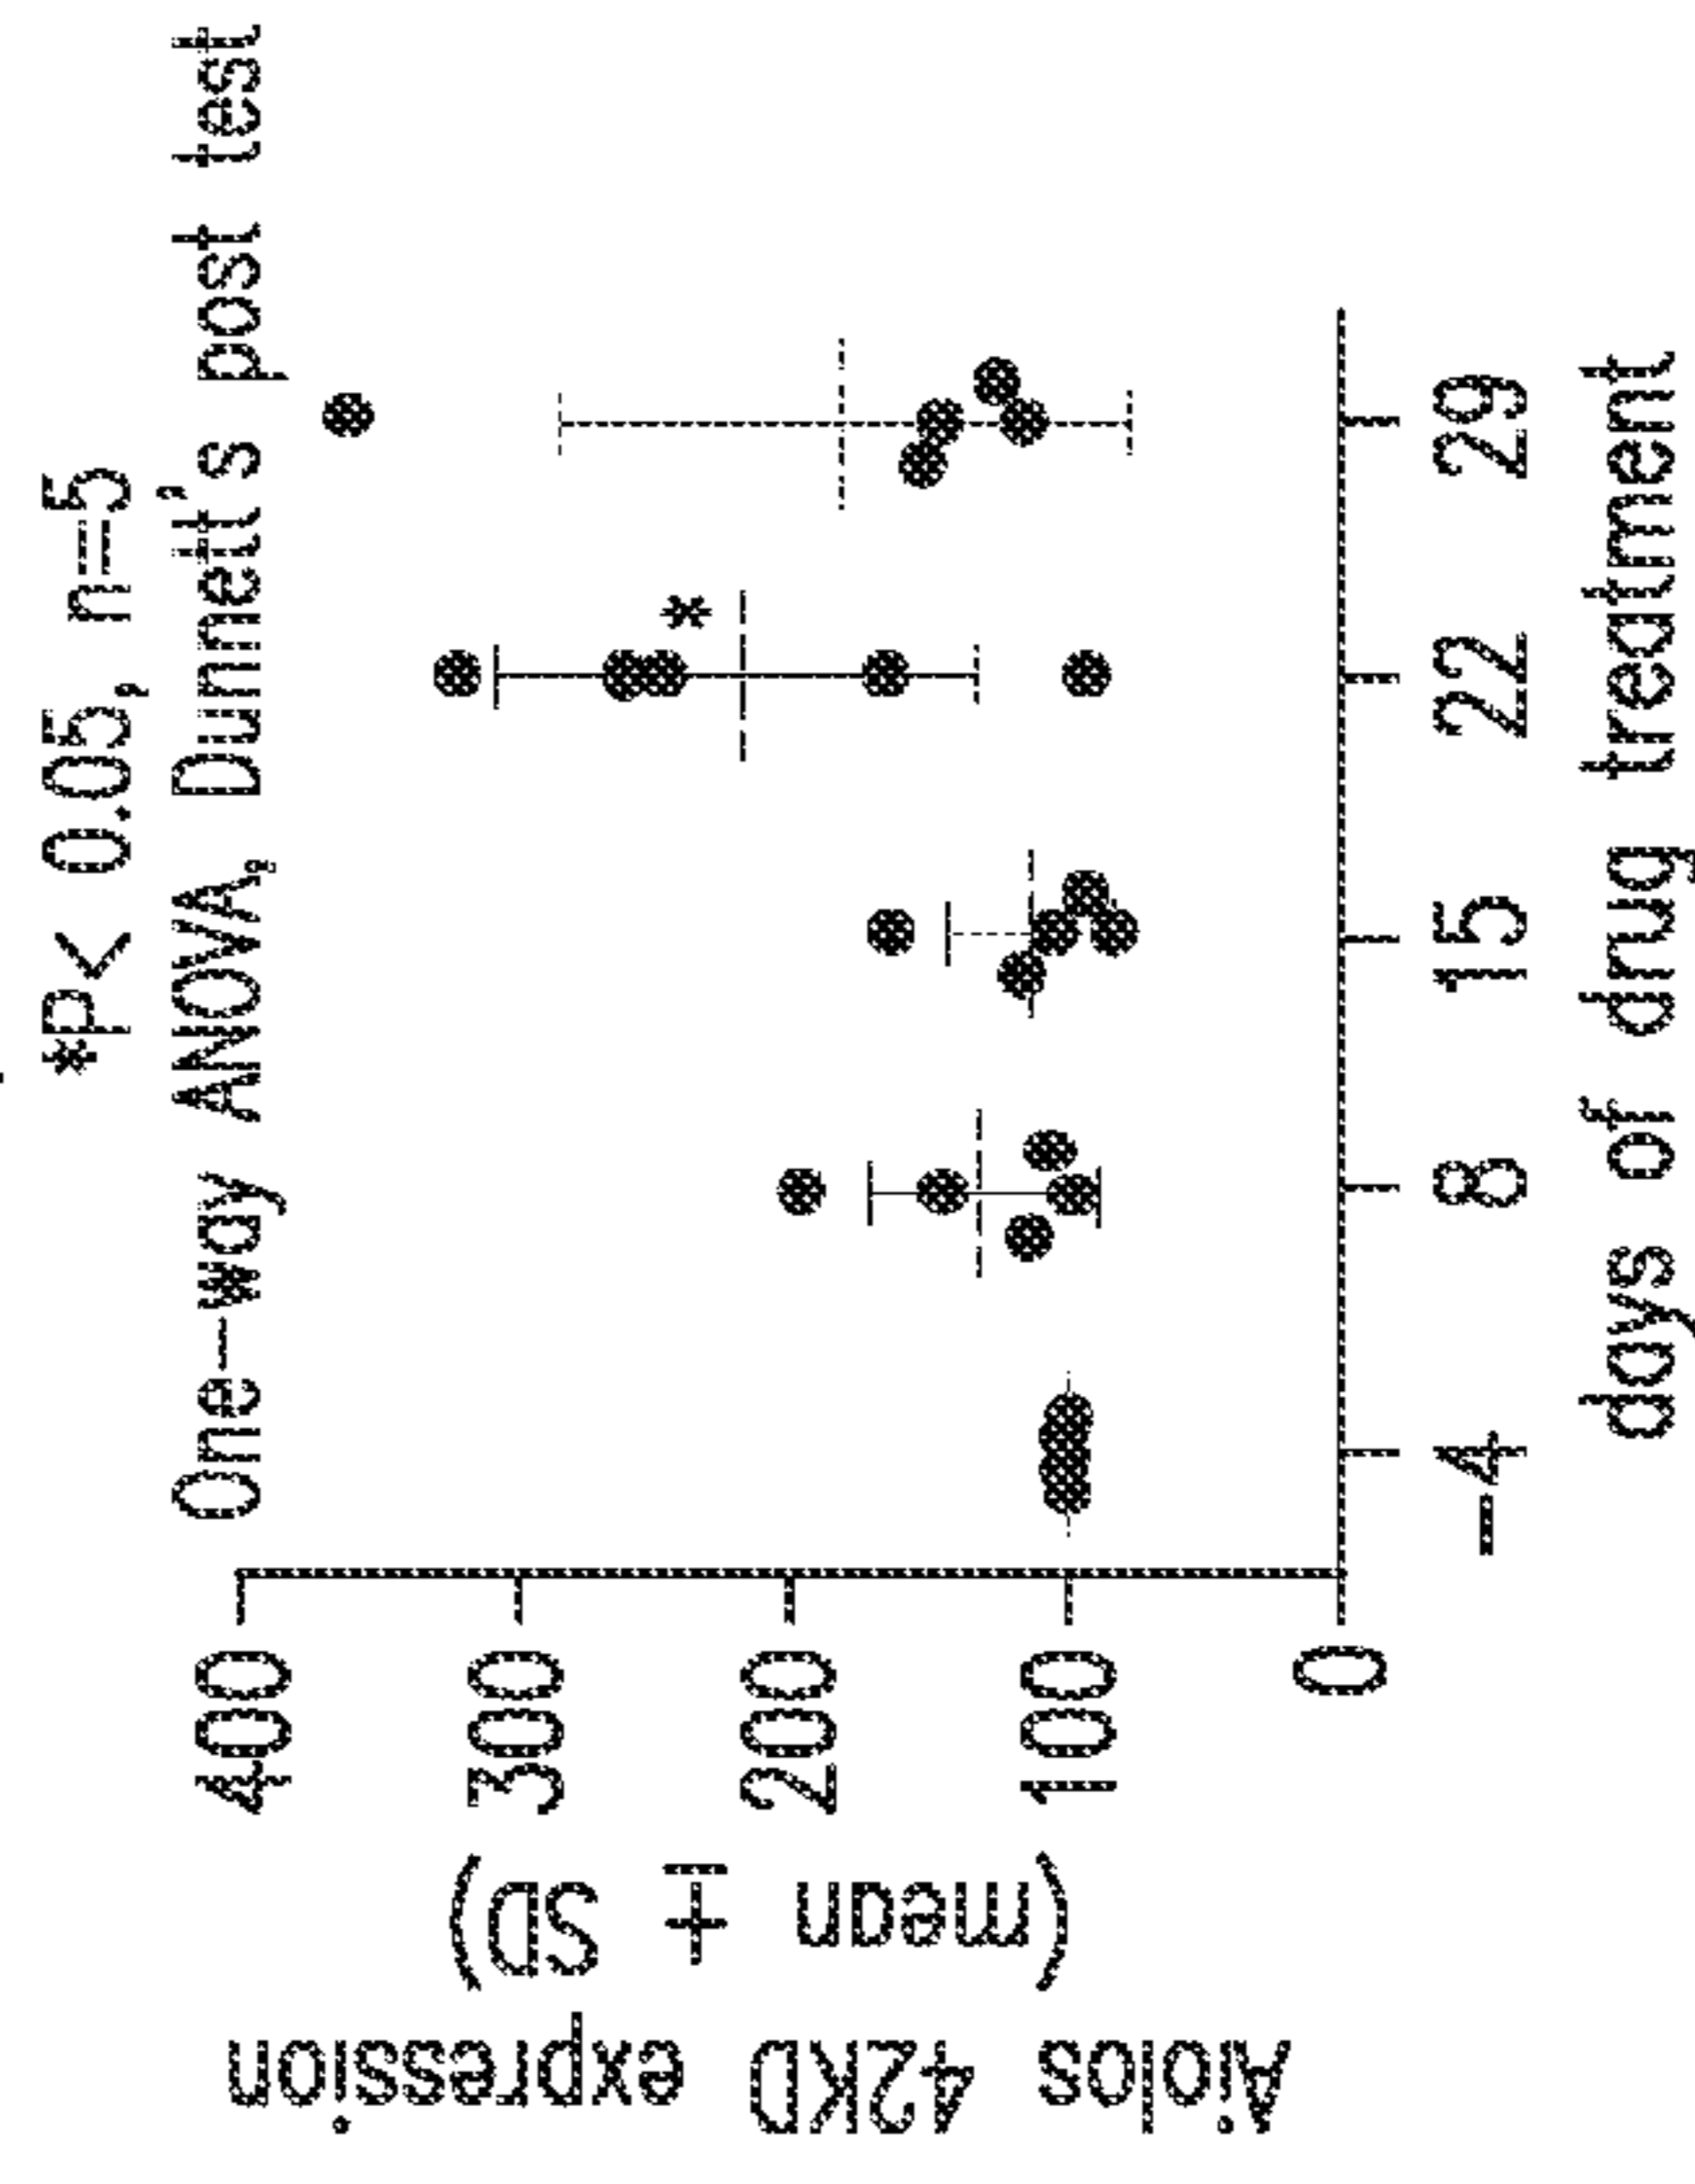 *P< 0.05, n=5
One-way ANOVA, Dunnett's post test
Aiolos 42KD expression
(mean ± SD)
400
300
200
100
0
*
-4 8 15 22 29
days of drug treatment